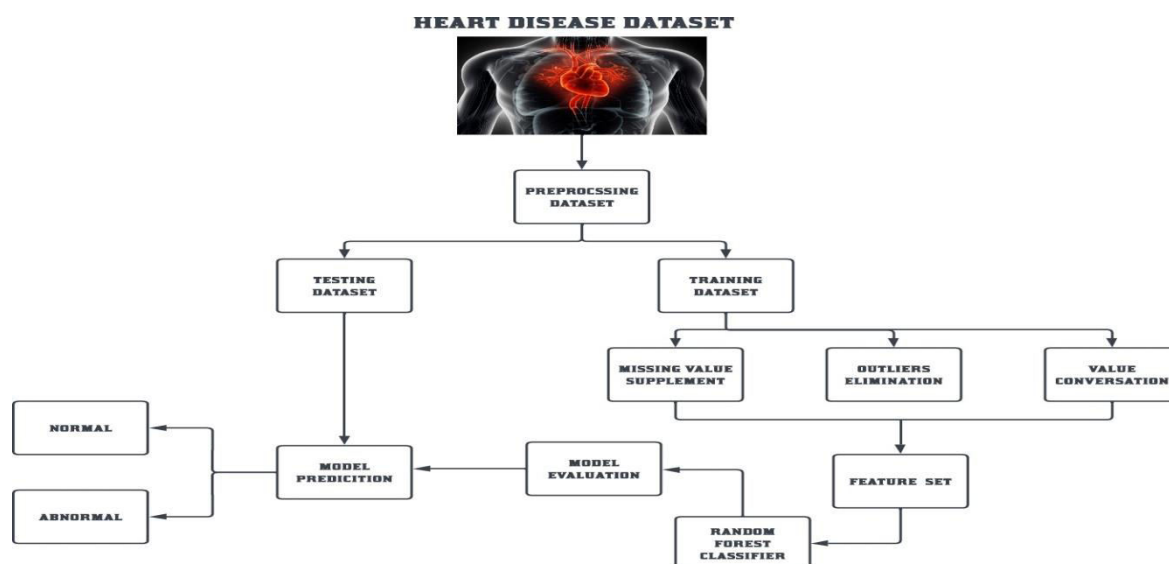 HEART DISEASE DATASET
PREPROCSSING
DATASET
TESTING
DATASET
TRAINING
DATASET
MISSING VALUE
SUPPLEMENT
OUTLIERS
ELIMINATION
VALUE
CONVERSATION
NORMAL
ABNORMAL
MODEL
PREDICITION
MODEL
EVALUATION
FEATURE SET
RANDOM
FOREST
CLASSIFIER